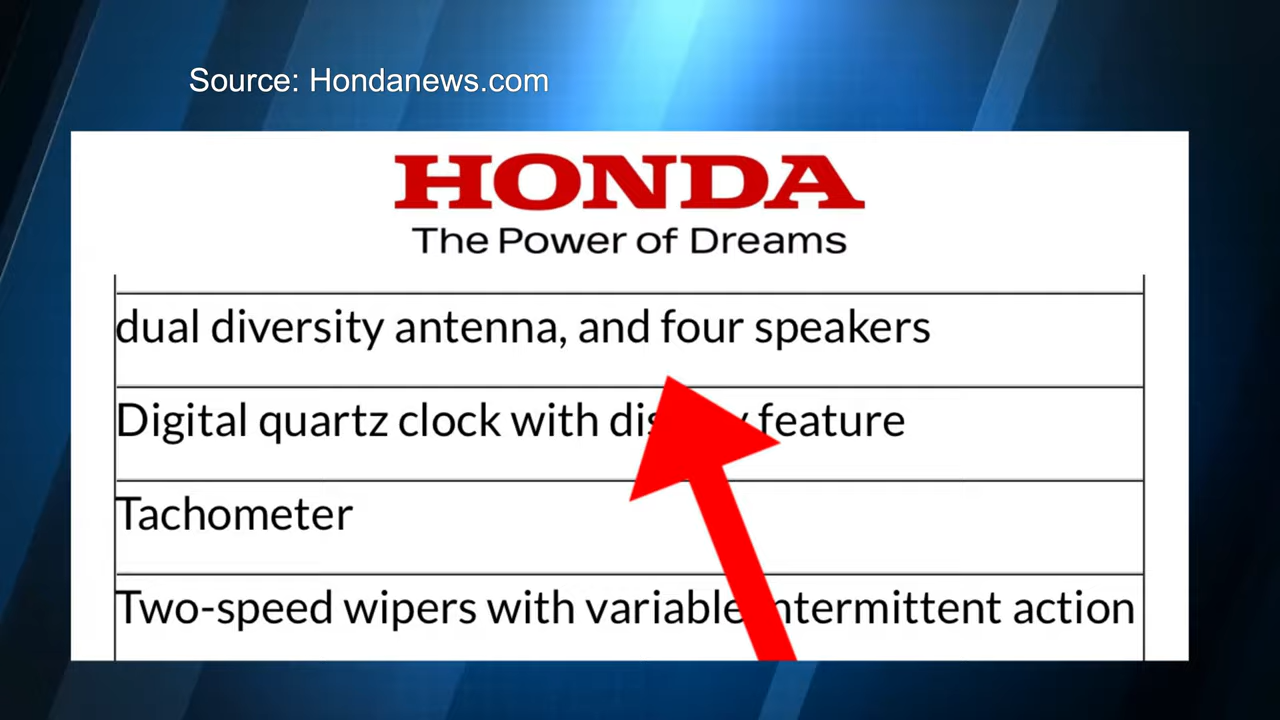 Source: Hondanews.com
HONDA
The Power of Dreams
dual diversity antenna, and four speakers
Digital quartz clock with feature
Tachometer
Two-speed wipers with variable intermittent action